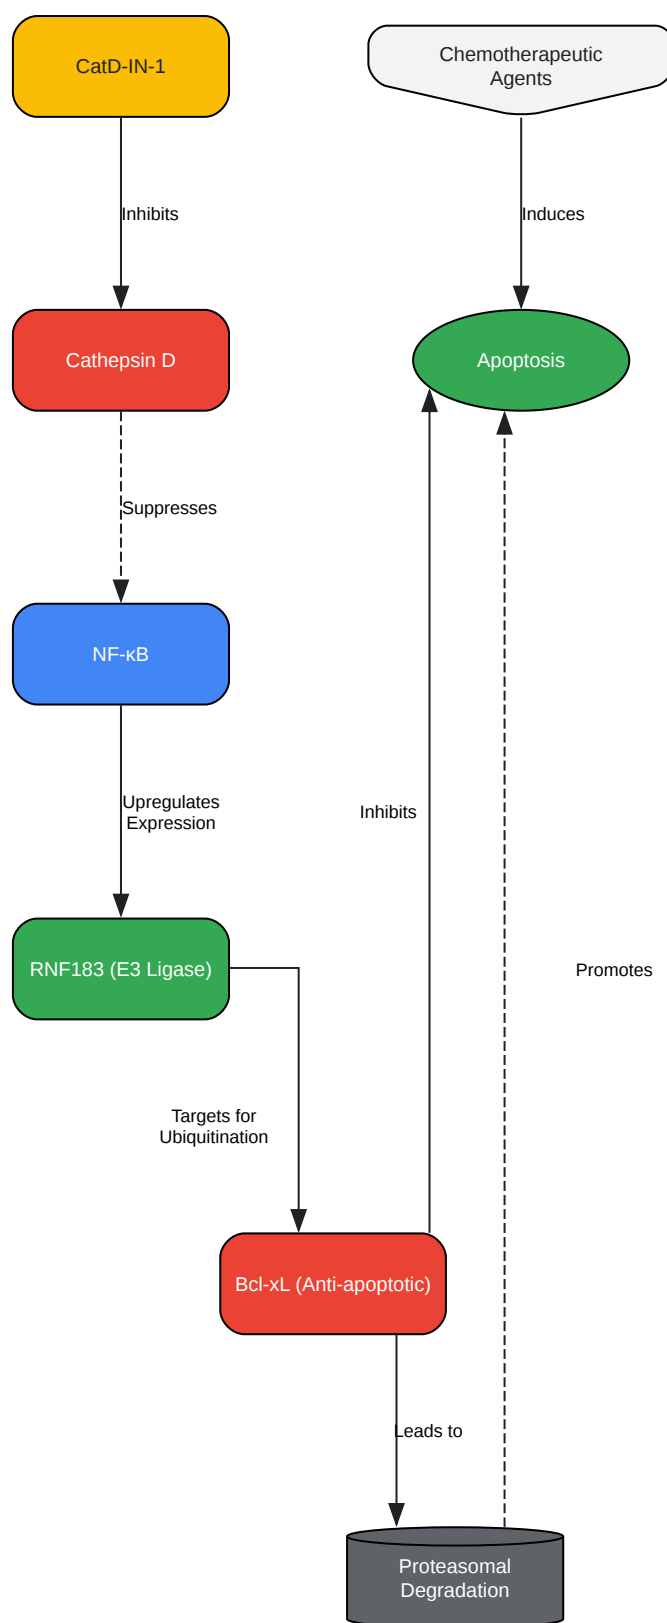 CatD-IN-1
Chemotherapeutic
Agents
Inhibits
Induces
Cathepsin D
Apoptosis
Suppresses
NF-κB
Upregulates
Expression
Inhibits
RNF183 (E3 Ligase)
Promotes
Targets for
Ubiquitination
Bcl-xL (Anti-apoptotic)
Leads to
Proteasomal
Degradation